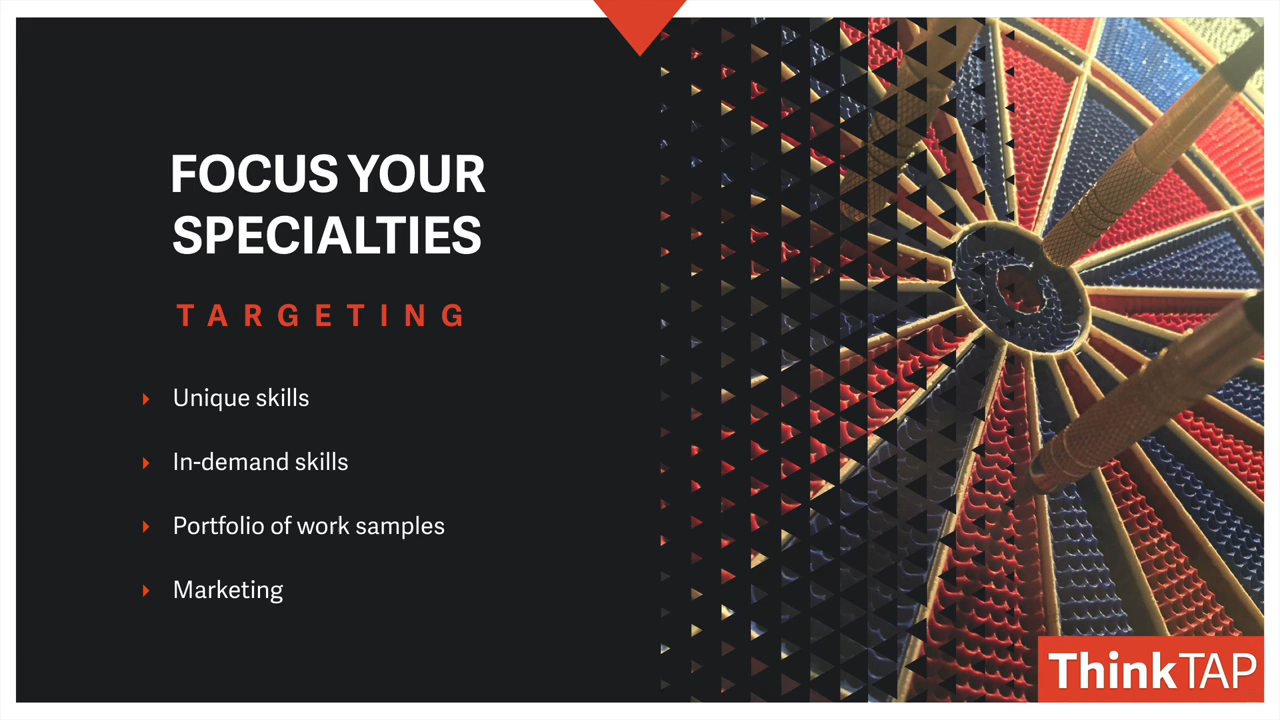 FOCUS YOUR
SPECIALTIES
TARGETING
Unique skills
In-demand skills
Portfolio of work samples
Marketing
ThinkTAP